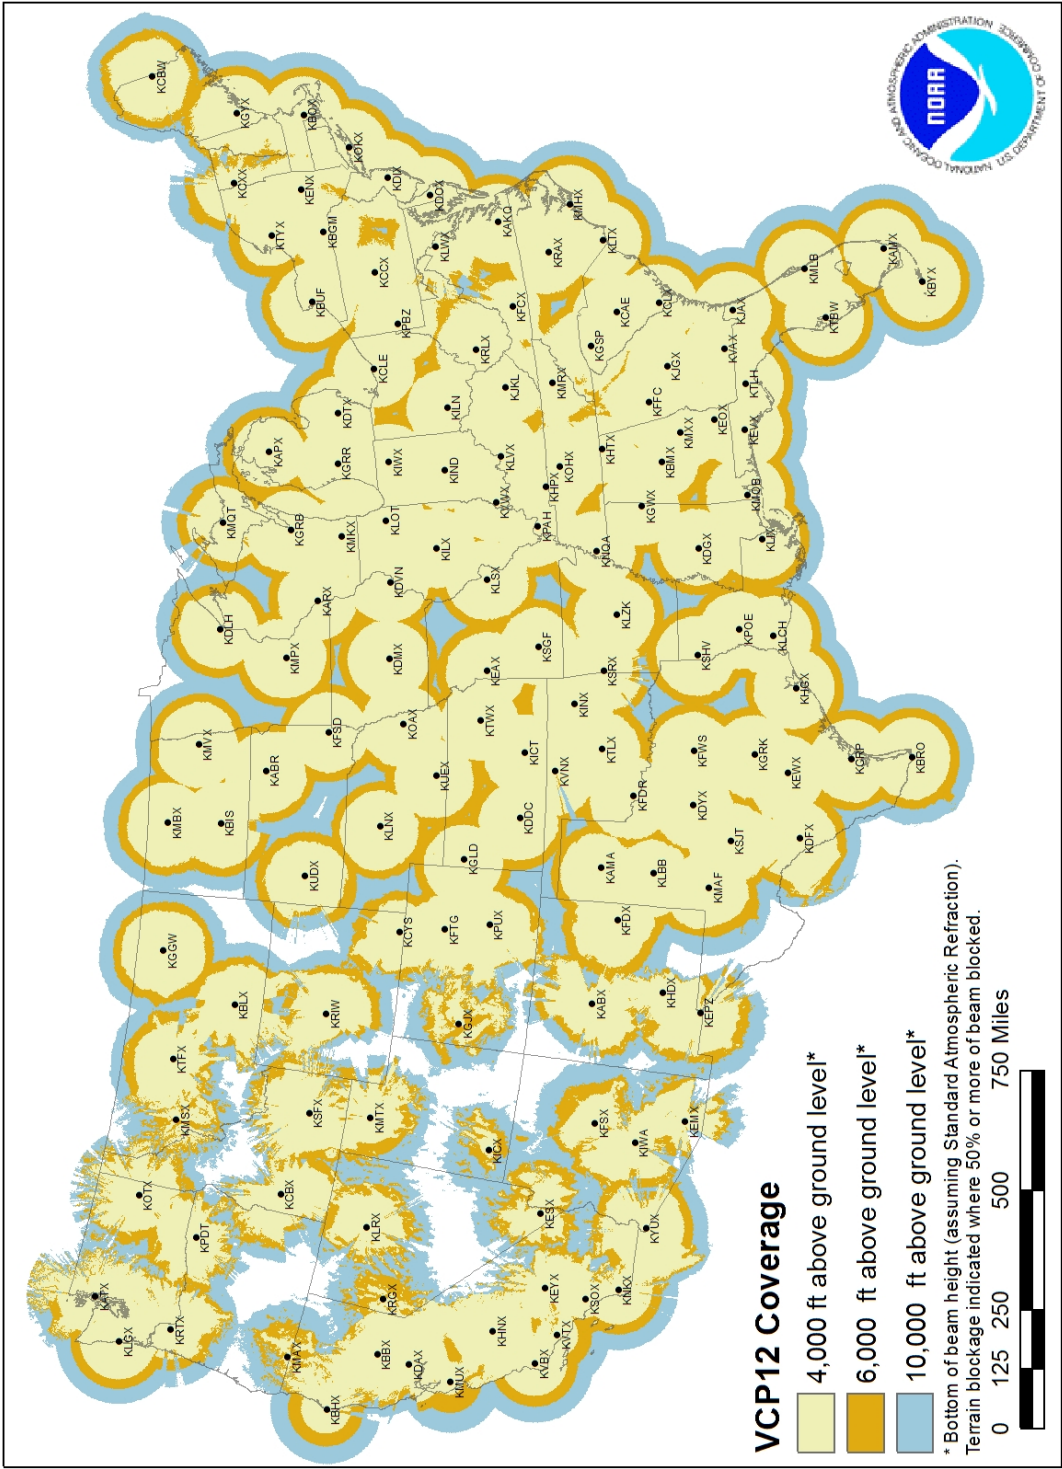 VCP12 Coverage
4,000 ft above ground level*
6,000 ft above ground level*
10,000 ft above ground level*
* Bottom of beam height (assuming Standard Atmospheric Refraction).
Terrain blockage indicated where 50% or more of beam blocked.
0 125 250 500 750 Miles
NATIONAL OCEANIC AND ATMOSPHERIC ADMINISTRATION
U.S. DEPARTMENT OF COMMERCE
NOAA
KATX
KLGX
KRTX
KOTX
KPDT
KMSX
KTFX
KGGW
KBLX
KRIW
KCBX
KSFX
KMTX
KLRX
KRGX
KMAX
KBHX
KBBX
KDAX
KMUX
KHNX
KVBX
KVTX
KEYX
KSOX
KNKX
KYUX
KESX
KICX
KFSX
KIWA
KEMX
KGJX
KABX
KHDX
KEPZ
KCYS
KFTG
KPUX
KMBX
KBIS
KUDX
KMVX
KABR
KFSD
KLNX
KOAX
KUEX
KGLD
KDDC
KTWX
KICT
KVNX
KINX
KTLX
KFDR
KAMA
KLBB
KFDX
KMAF
KSJT
KDYX
KFWS
KGRK
KEWX
KDFX
KCRP
KBRO
KHGX
KLCH
KPOE
KSHV
KSRX
KLZK
KSGF
KEAX
KDMX
KMPX
KDLH
KARX
KDVN
KLSX
KMQT
KGRB
KMKX
KLOT
KILX
KVWX
KPAH
KNQA
KGWX
KDGX
KLIX
KMOB
KAPX
KGRR
KDTX
KIWX
KIND
KLVX
KHPX
KOHX
KHTX
KBMX
KMXX
KEOX
KEVX
KTLH
KCLE
KILN
KJKL
KMRX
KFFC
KJGX
KVAX
KJAX
KPBZ
KRLX
KFCX
KGSP
KCAE
KCLX
KBUF
KCCX
KLWX
KAKQ
KRAX
KLTX
KMHX
KTYX
KBGM
KENX
KCXX
KGYX
KCBW
KBOX
KOKX
KDIX
KDOX
KMLB
KTBW
KAMX
KBYX